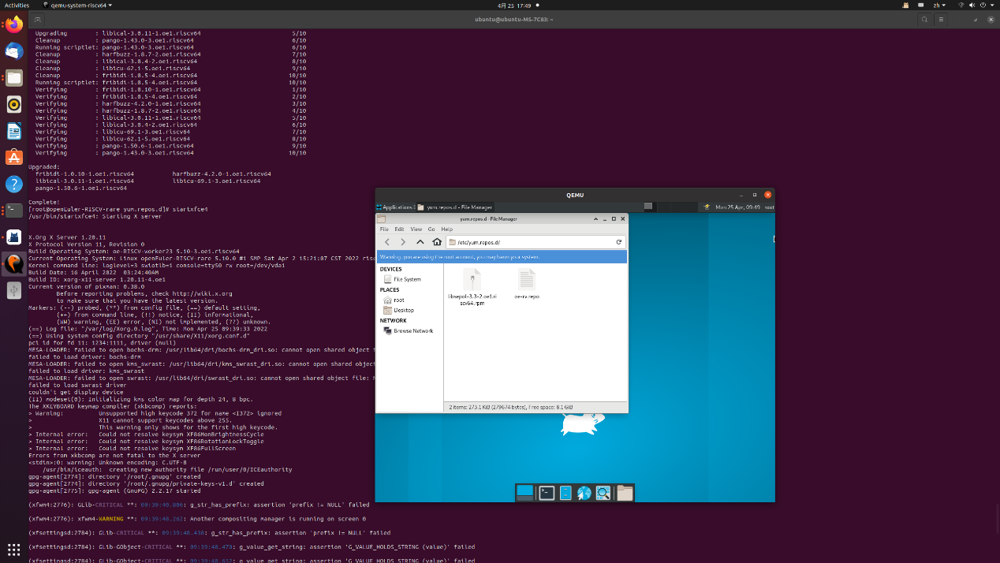 Activities
qemu-system-riscv64
4月 25 17:49
zh
ubuntu@ubuntu-MS-7C83: ~
Upgrading : libical-3.0.11-1.oe1.riscv64 5/10
Cleanup : pango-1.43.0-3.oe1.riscv64 6/10
Running scriptlet: pango-1.43.0-3.oe1.riscv64 6/10
Cleanup : harfbuzz-1.8.7-2.oe1.riscv64 7/10
Cleanup : libical-3.0.4-2.oe1.riscv64 8/10
Cleanup : libicu-62.1-5.oe1.riscv64 9/10
Cleanup : fribidi-1.0.5-4.oe1.riscv64 10/10
Running scriptlet: fribidi-1.0.5-4.oe1.riscv64 10/10
Verifying : fribidi-1.0.10-1.oe1.riscv64 1/10
Verifying : fribidi-1.0.5-4.oe1.riscv64 2/10
Verifying : harfbuzz-4.2.0-1.oe1.riscv64 3/10
Verifying : harfbuzz-1.8.7-2.oe1.riscv64 4/10
Verifying : libical-3.0.11-1.oe1.riscv64 5/10
Verifying : libical-3.0.4-2.oe1.riscv64 6/10
Verifying : libicu-69.1-3.oe1.riscv64 7/10
Verifying : libicu-62.1-5.oe1.riscv64 8/10
Verifying : pango-1.50.6-1.oe1.riscv64 9/10
Verifying : pango-1.43.0-3.oe1.riscv64 10/10
Upgraded:
fribidi-1.0.10-1.oe1.riscv64 harfbuzz-4.2.0-1.oe1.riscv64
libical-3.0.11-1.oe1.riscv64 libicu-69.1-3.oe1.riscv64
pango-1.50.6-1.oe1.riscv64
Complete!
[root@openEuler-RISCV-rare yum.repos.d]# startxfce4
/usr/bin/startxfce4: Starting X server
X.Org X Server 1.20.11
X Protocol Version 11, Revision 0
Build Operating System: oe-RISCV-worker23 5.10-3.oe1.riscv64
Current Operating System: Linux openEuler-RISCV-rare 5.10.0 #1 SMP Sat Apr 2 15:21:07 CST 2022 risc
Kernel command line: loglevel=3 swiotlb=1 console=ttyS0 rw root=/dev/vda1
Build Date: 16 April 2022 03:24:40AM
Build ID: xorg-x11-server 1.20.11-4.oe1
Current version of pixman: 0.38.0
Before reporting problems, check http://wiki.x.org
to make sure that you have the latest version.
Markers: (--) probed, (**) from config file, (==) default setting,
(++) from command line, (!!) notice, (II) informational,
(WW) warning, (EE) error, (NI) not implemented, (??) unknown.
(==) Log file: "/var/log/Xorg.0.log", Time: Mon Apr 25 09:39:33 2022
(==) Using system config directory "/usr/share/X11/xorg.conf.d"
pci id for fd 11: 1234:1111, driver (null)
MESA-LOADER: failed to open bochs-drm: /usr/lib64/dri/bochs-drm_dri.so: cannot open shared object f
failed to load driver: bochs-drm
MESA-LOADER: failed to open kms_swrast: /usr/lib64/dri/kms_swrast_dri.so: cannot open shared object
failed to load driver: kms_swrast
MESA-LOADER: failed to open swrast: /usr/lib64/dri/swrast_dri.so: cannot open shared object file: N
failed to load swrast driver
couldn't get display device
(II) modeset(0): Initializing kms color map for depth 24, 8 bpc.
The XKEYBOARD keymap compiler (xkbcomp) reports:
> Warning: Unsupported high keycode 372 for name <I372> ignored
> X11 cannot support keycodes above 255.
> This warning only shows for the first high keycode.
> Internal error: Could not resolve keysym XF86MonBrightnessCycle
> Internal error: Could not resolve keysym XF86RotationLockToggle
> Internal error: Could not resolve keysym XF86FullScreen
Errors from xkbcomp are not fatal to the X server
<stdin>:0: warning: Unknown encoding: C.UTF-8
/usr/bin/iceauth: creating new authority file /run/user/0/ICEauthority
gpg-agent[2774]: directory '/root/.gnupg' created
gpg-agent[2774]: directory '/root/.gnupg/private-keys-v1.d' created
gpg-agent[2775]: gpg-agent (GnuPG) 2.2.17 started
(xfwm4:2776): GLib-CRITICAL **: 09:39:40.806: g_str_has_prefix: assertion 'prefix != NULL' failed
(xfwm4:2776): xfwm4-WARNING **: 09:39:48.262: Another compositing manager is running on screen 0
(xfsettingsd:2784): GLib-CRITICAL **: 09:39:48.438: g_str_has_prefix: assertion 'prefix != NULL' failed
(xfsettingsd:2784): GLib-GObject-CRITICAL **: 09:39:48.470: g_value_get_string: assertion 'G_VALUE_HOLDS_STRING (value)' failed
(xfsettingsd:2784): GLib-GObject-CRITICAL **: 09:39:48.652: g_value_get_string: assertion 'G_VALUE_HOLDS_STRING (value)' failed
QEMU
Applications
yum.repos.d - File Manager
Mon 25 Apr, 09:49 root
yum.repos.d - File Manager
File Edit View Go Help
/etc/yum.repos.d/
Warning: you are using the root account, you may harm your system.
DEVICES
File System
PLACES
root
Desktop
NETWORK
Browse Network
libsepol-3.3-2.oe1.ri
scv64.rpm
oe-rv.repo
2 items: 273.1 KiB (279674 bytes), Free space: 8.1 GiB